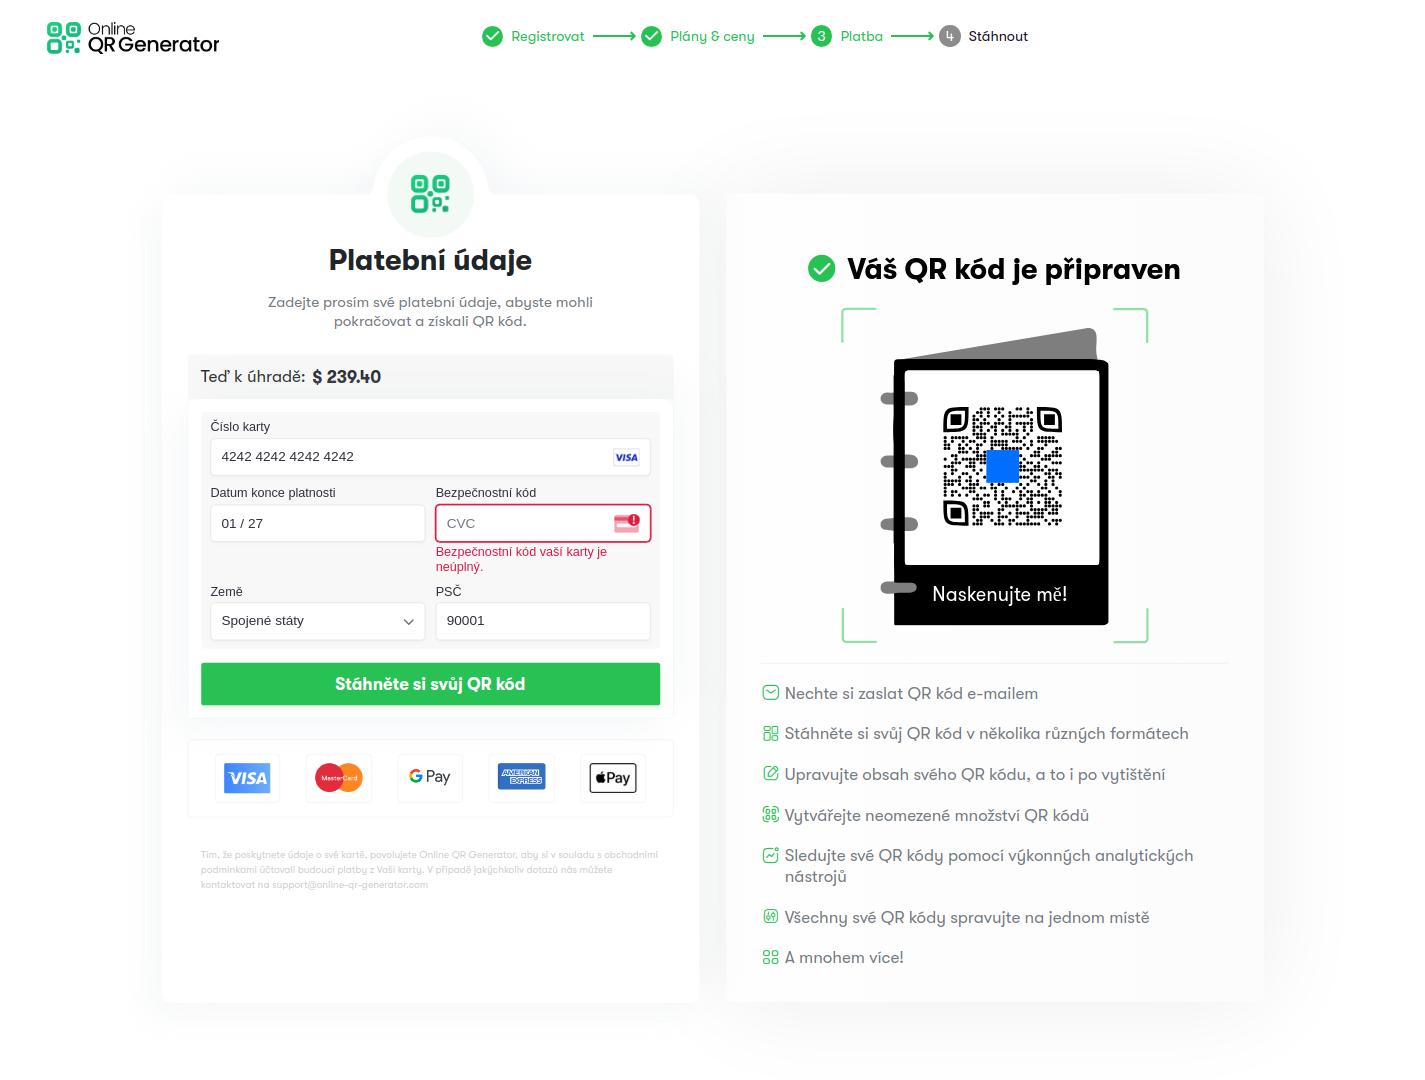 Online
QR Generator
Registrovat
Plány & ceny
3 Platba
4 Stáhnout
Platební údaje
Zadejte prosím své platební údaje, abyste mohli
pokračovat a získali QR kód.
Teď k úhradě: $ 239.40
Číslo karty
4242 4242 4242 4242
VISA
Datum konce platnosti
Bezpečnostní kód
01 / 27
CVC
Bezpečnostní kód vaší karty je
neúplný.
Země
PSČ
Spojené státy
90001
Stáhněte si svůj QR kód
VISA
MasterCard
G Pay
AMERICAN
EXPRESS
Pay
Tím, že poskytnete údaje o své kartě, povolujete Online QR Generator, aby si v souladu s obchodními
podmínkami účtovali budoucí platby z Vaší karty. V případě jakýchkoliv dotazů nás můžete
kontaktovat na support@online-qr-generator.com
Váš QR kód je připraven
Naskenujte mě!
Nechte si zaslat QR kód e-mailem
Stáhněte si svůj QR kód v několika různých formátech
Upravujte obsah svého QR kódu, a to i po vytištění
Vytvářejte neomezené množství QR kódů
Sledujte své QR kódy pomocí výkonných analytických
nástrojů
Všechny své QR kódy spravujte na jednom místě
A mnohem více!